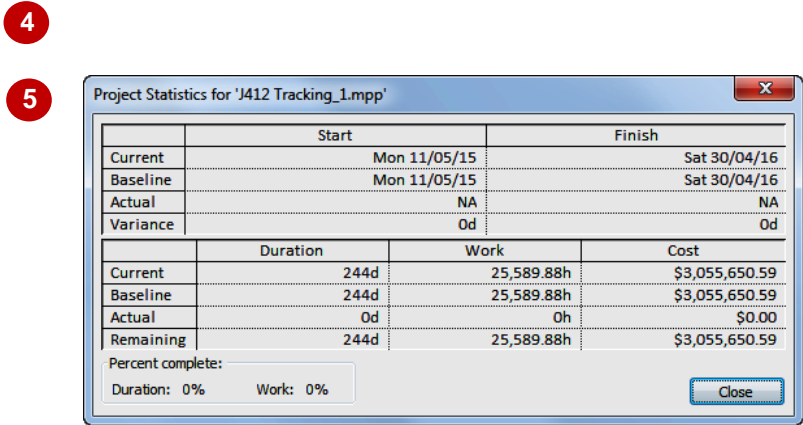 4
5
Project Statistics for 'J412 Tracking_1.mpp'
Start Finish
Current Mon 11/05/15 Sat 30/04/16
Baseline Mon 11/05/15 Sat 30/04/16
Actual NA NA
Variance 0d 0d
Duration Work Cost
Current 244d 25,589.88h $3,055,650.59
Baseline 244d 25,589.88h $3,055,650.59
Actual 0d 0h $0.00
Remaining 244d 25,589.88h $3,055,650.59
Percent complete:
Duration: 0% Work: 0% Close